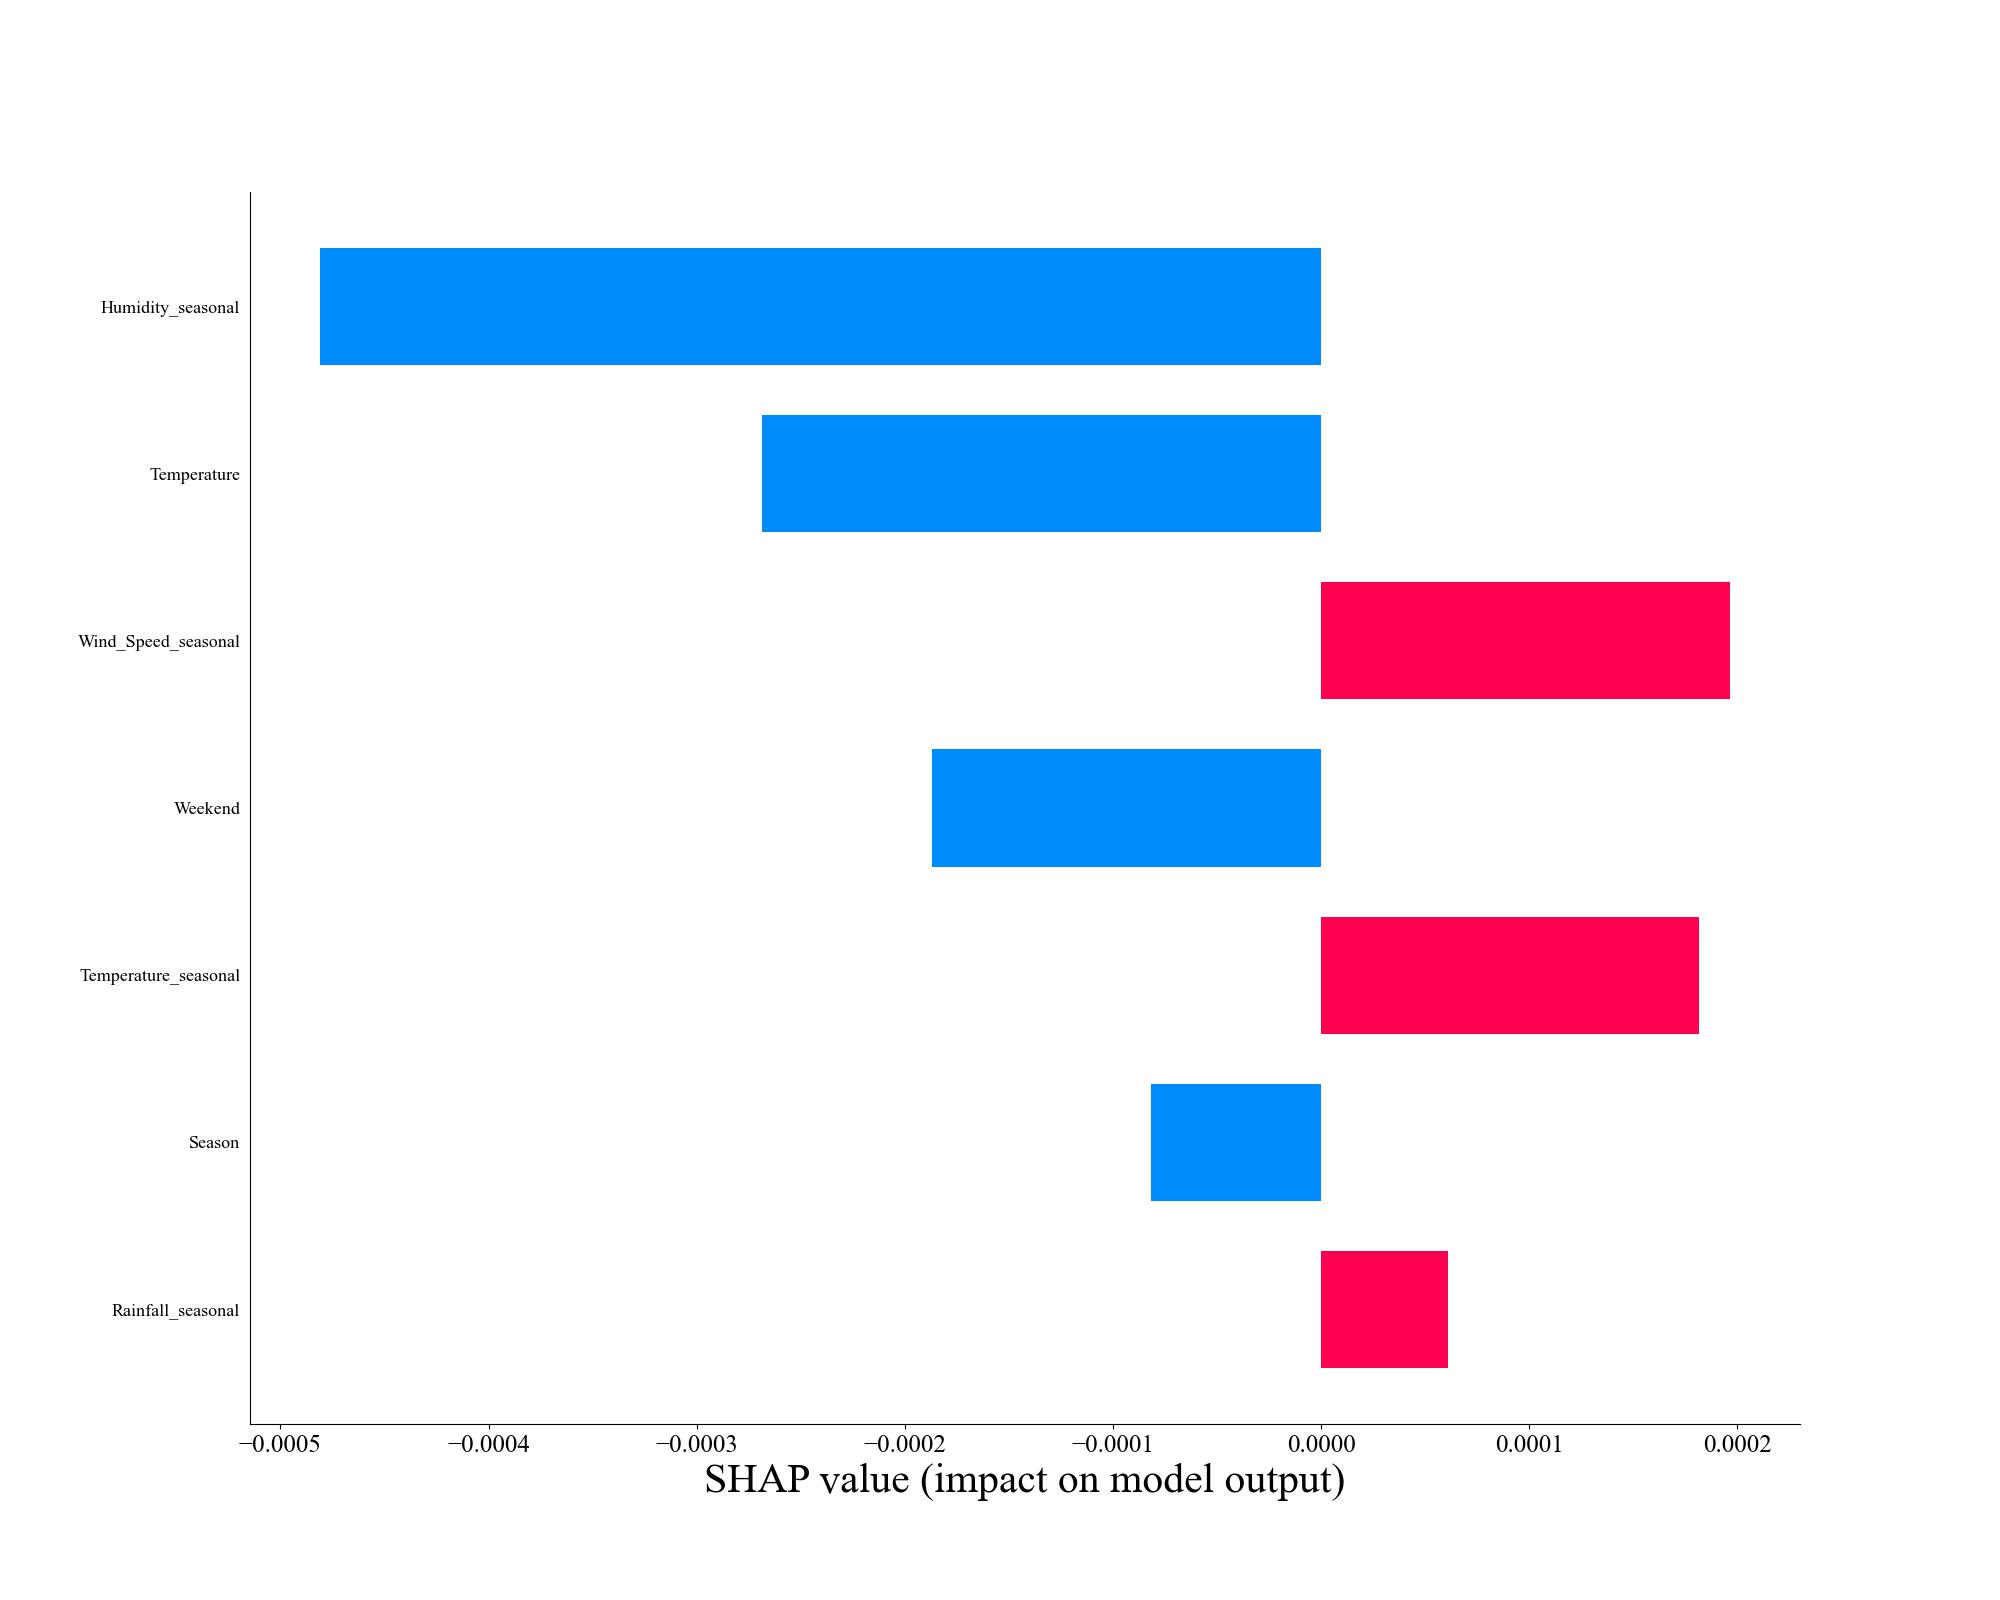 Humidity_seasonal
Temperature
Wind_Speed_seasonal
Weekend
Temperature_seasonal
Season
Rainfall_seasonal
−0.0005 −0.0004 −0.0003 −0.0002 −0.0001 0.0000 0.0001 0.0002
SHAP value (impact on model output)